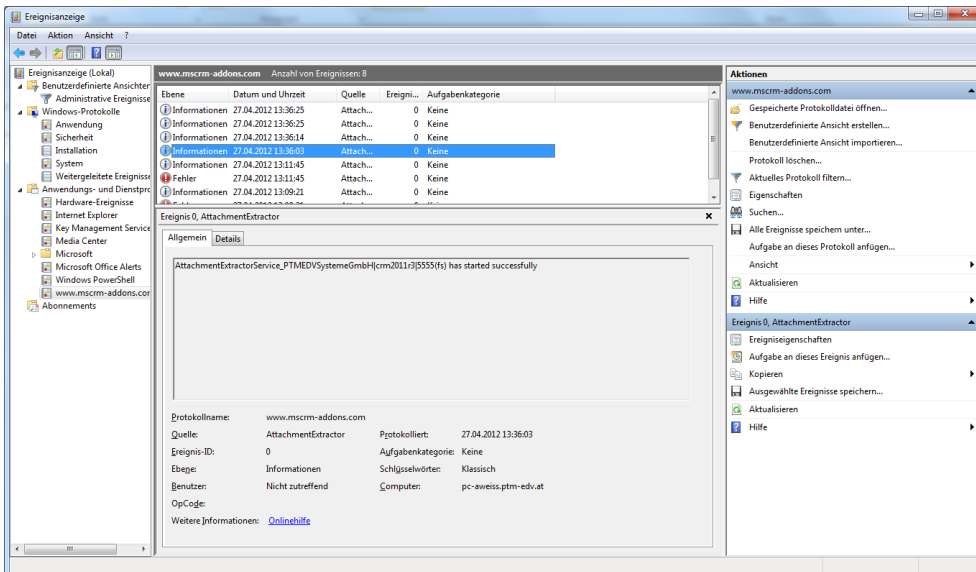 Ereignisanzeige
Datei Aktion Ansicht ?
Ereignisanzeige (Lokal)
Benutzerdefinierte Ansichten
Administrative Ereignisse
Windows-Protokolle
Anwendung
Sicherheit
Installation
System
Weitergeleitete Ereignisse
Anwendungs- und Dienstpro
Hardware-Ereignisse
Internet Explorer
Key Management Service
Media Center
Microsoft
Microsoft Office Alerts
Windows PowerShell
www.mscrm-addons.cor
Abonnements
www.mscrm-addons.com Anzahl von Ereignissen: 8
Ebene Datum und Uhrzeit Quelle Ereigni... Aufgabenkategorie
Informationen 27.04.2012 13:36:25 Attach... 0 Keine
Informationen 27.04.2012 13:36:25 Attach... 0 Keine
Informationen 27.04.2012 13:36:14 Attach... 0 Keine
Informationen 27.04.2012 13:36:03 Attach... 0 Keine
Informationen 27.04.2012 13:11:45 Attach... 0 Keine
Fehler 27.04.2012 13:11:45 Attach... 0 Keine
Informationen 27.04.2012 13:09:21 Attach... 0 Keine
Ereignis 0, AttachmentExtractor
Allgemein Details
AttachmentExtractorService_PTMEDVSystemeGmbH|crm2011r3|5555(fs) has started successfully
Protokollname: www.mscrm-addons.com
Quelle: AttachmentExtractor Protokolliert: 27.04.2012 13:36:03
Ereignis-ID: 0 Aufgabenkategorie: Keine
Ebene: Informationen Schlüsselwörter: Klassisch
Benutzer: Nicht zutreffend Computer: pc-aweiss.ptm-edv.at
OpCode:
Weitere Informationen: Onlinehilfe
Aktionen
www.mscrm-addons.com
Gespeicherte Protokolldatei öffnen...
Benutzerdefinierte Ansicht erstellen...
Benutzerdefinierte Ansicht importieren...
Protokoll löschen...
Aktuelles Protokoll filtern...
Eigenschaften
Suchen...
Alle Ereignisse speichern unter...
Aufgabe an dieses Protokoll anfügen...
Ansicht
Aktualisieren
Hilfe
Ereignis 0, AttachmentExtractor
Ereigniseigenschaften
Aufgabe an dieses Ereignis anfügen...
Kopieren
Ausgewählte Ereignisse speichern...
Aktualisieren
Hilfe